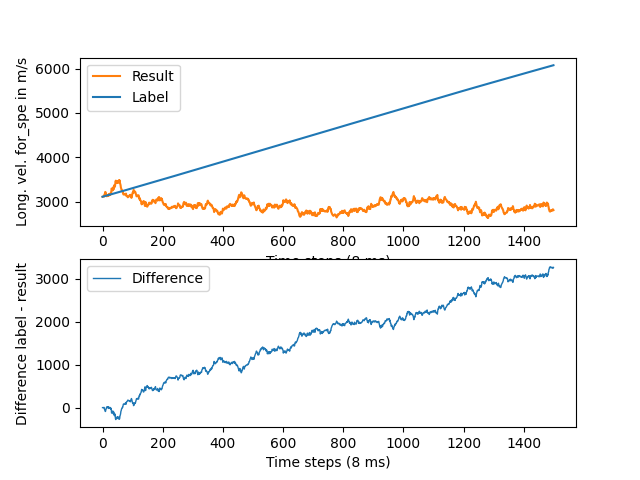 Long. vel. for_spe in m/s
6000
5000
4000
3000
Result
Label
0 200 400 600 800 1000 1200 1400
Time steps (8 ms)
Difference label - result
3000
2000
1000
0
Difference
0 200 400 600 800 1000 1200 1400
Time steps (8 ms)